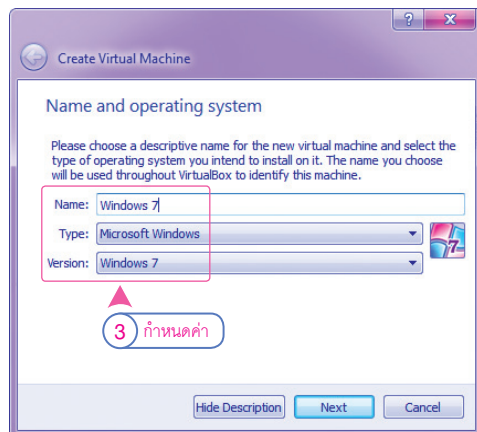 ?
X
Create Virtual Machine
Name and operating system
Please choose a descriptive name for the new virtual machine and select the
type of operating system you intend to install on it. The name you choose
will be used throughout VirtualBox to identify this machine.
Name: Windows 7
Type: Microsoft Windows
Version: Windows 7
7
3 กำหนดค่า
Hide Description Next Cancel